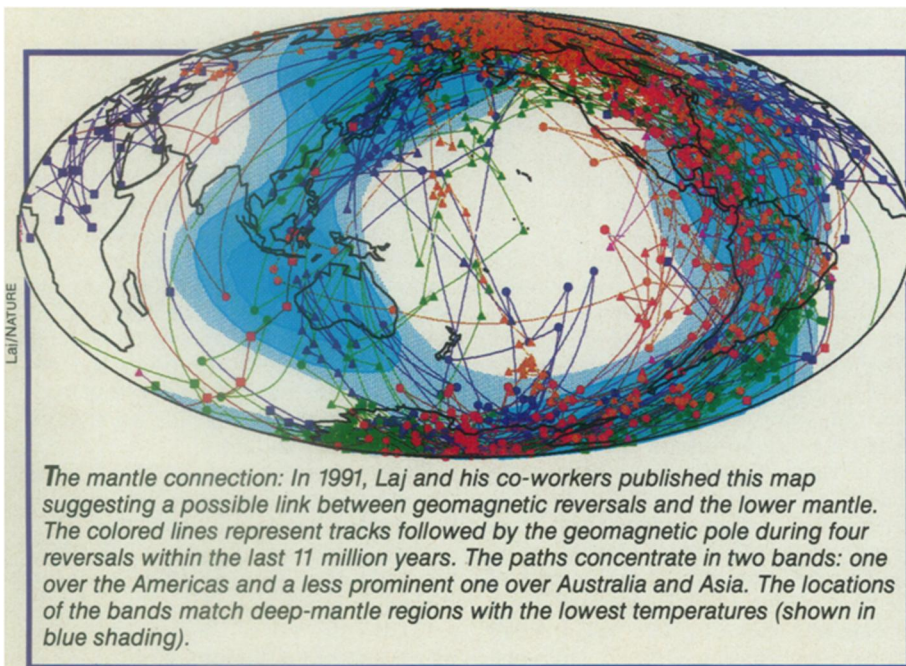 Laj/NATURE
The mantle connection: In 1991, Laj and his co-workers published this map
suggesting a possible link between geomagnetic reversals and the lower mantle.
The colored lines represent tracks followed by the geomagnetic pole during four
reversals within the last 11 million years. The paths concentrate in two bands: one
over the Americas and a less prominent one over Australia and Asia. The locations
of the bands match deep-mantle regions with the lowest temperatures (shown in
blue shading).